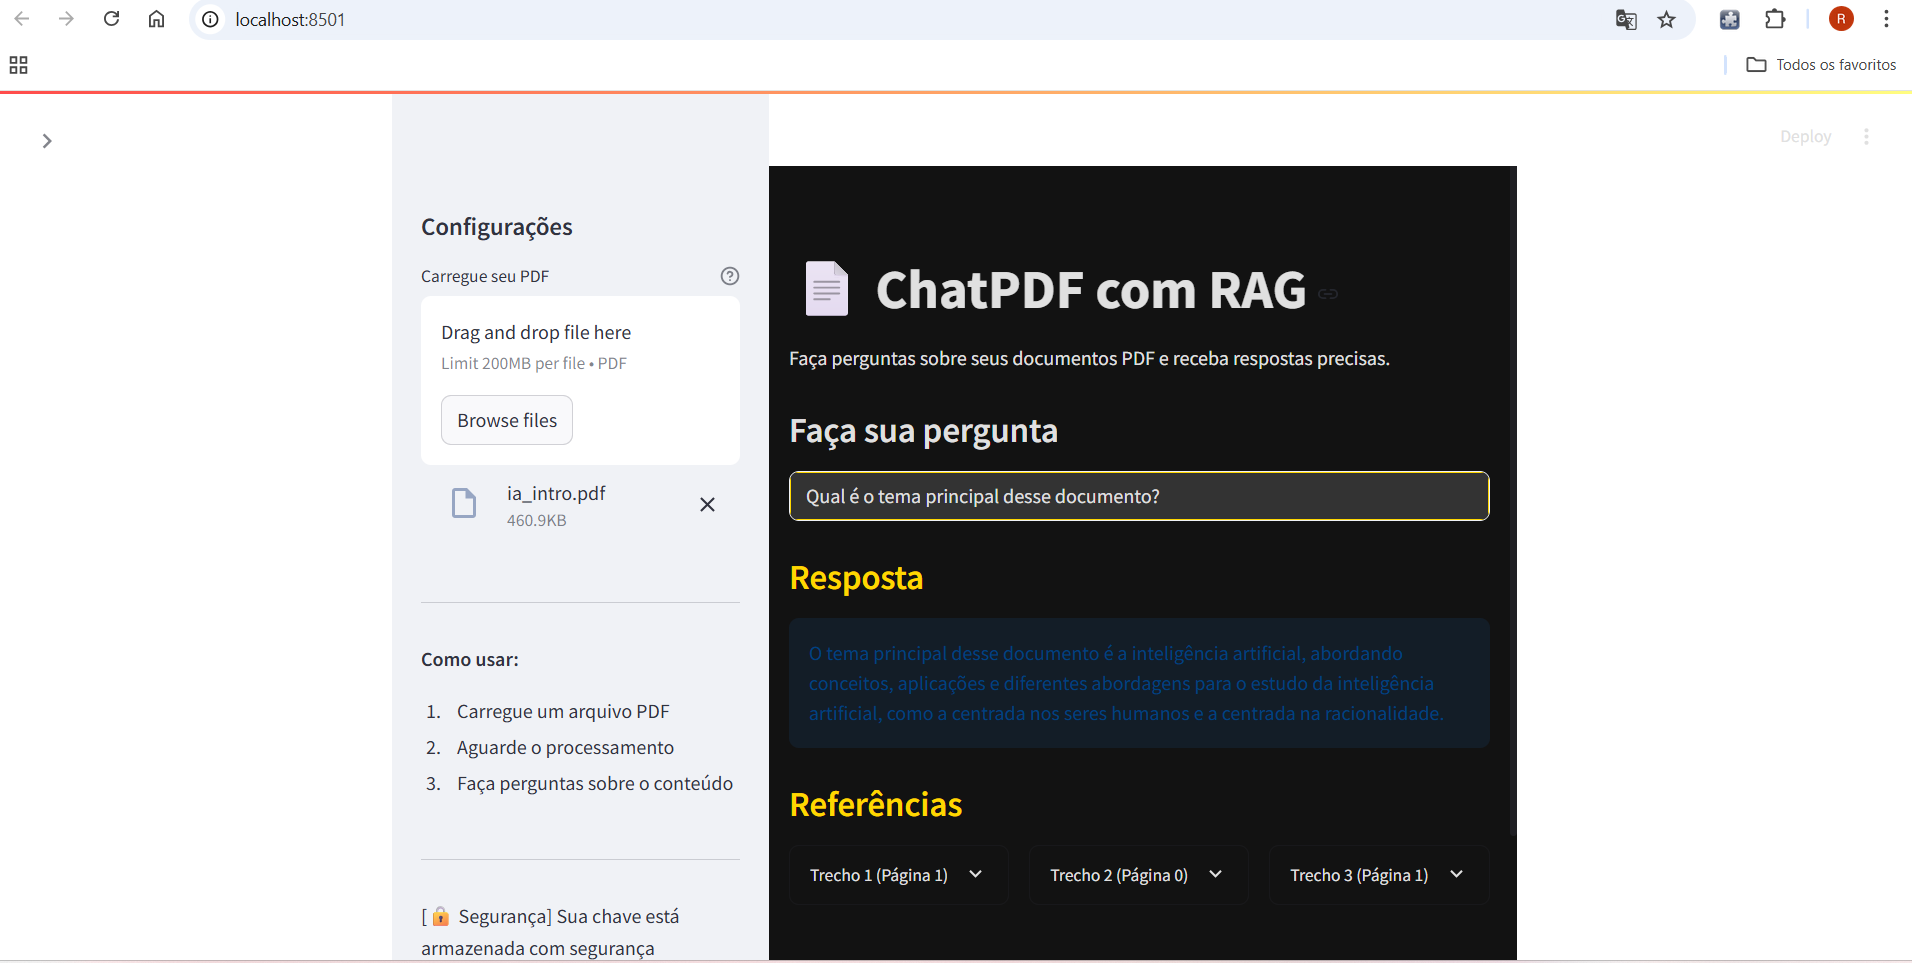 localhost:8501
R
Todos os favoritos
Deploy
Configurações
Carregue seu PDF
Drag and drop file here
Limit 200MB per file • PDF
Browse files
ia_intro.pdf
460.9KB
Como usar:
1. Carregue um arquivo PDF
2. Aguarde o processamento
3. Faça perguntas sobre o conteúdo
[🔒 Segurança] Sua chave está
armazenada com segurança
ChatPDF com RAG
Faça perguntas sobre seus documentos PDF e receba respostas precisas.
Faça sua pergunta
Qual é o tema principal desse documento?
Resposta
O tema principal desse documento é a inteligência artificial, abordando
conceitos, aplicações e diferentes abordagens para o estudo da inteligência
artificial, como a centrada nos seres humanos e a centrada na racionalidade.
Referências
Trecho 1 (Página 1)
Trecho 2 (Página 0)
Trecho 3 (Página 1)